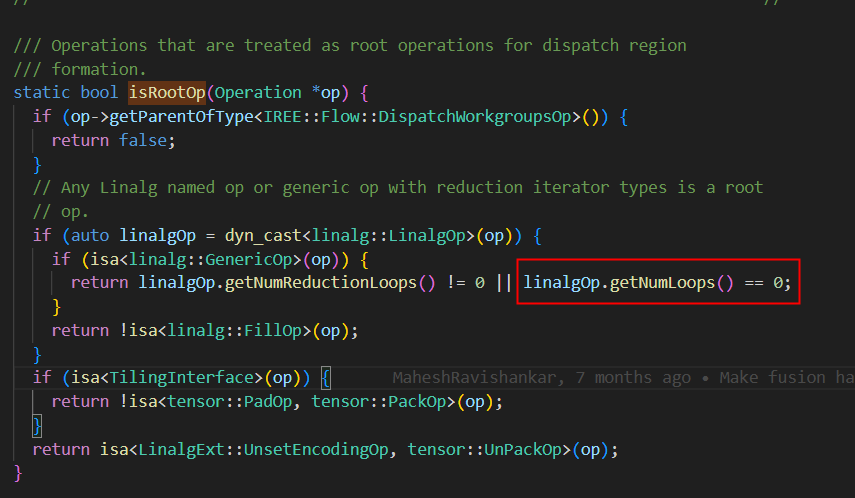 //                                                                    //
/// Operations that are treated as root operations for dispatch region
/// formation.
static bool isRootOp(Operation *op) {
  if (op->getParentOfType<IREE::Flow::DispatchWorkgroupsOp>()) {
    return false;
  }
  // Any Linalg named op or generic op with reduction iterator types is a root
  // op.
  if (auto linalgOp = dyn_cast<linalg::LinalgOp>(op)) {
    if (isa<linalg::GenericOp>(op)) {
      return linalgOp.getNumReductionLoops() != 0 || linalgOp.getNumLoops() == 0;
    }
    return !isa<linalg::FillOp>(op);
  }
  if (isa<TilingInterface>(op)) {      MaheshRavishankar, 7 months ago • Make fusion ha
    return !isa<tensor::PadOp, tensor::PackOp>(op);
  }
  return isa<LinalgExt::UnsetEncodingOp, tensor::UnPackOp>(op);
}